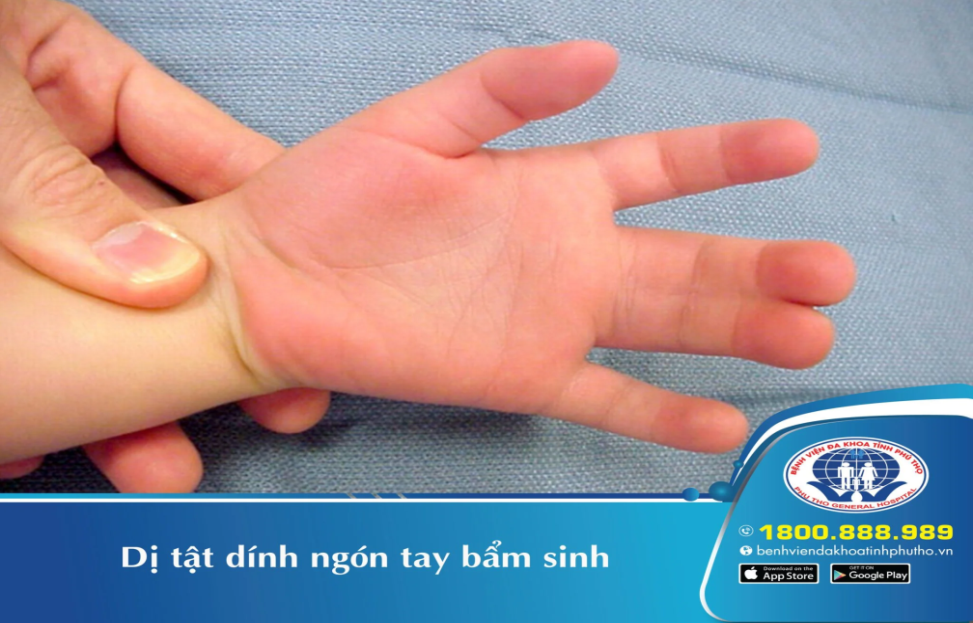 Dị tật dính ngón tay bẩm sinh
BỆNH VIỆN ĐA KHOA TỈNH PHÚ THỌ
PHU THO GENERAL HOSPITAL
1800.888.989
benhviendakhoatinhphutho.vn
Download on the
App Store
GET IT ON
Google Play